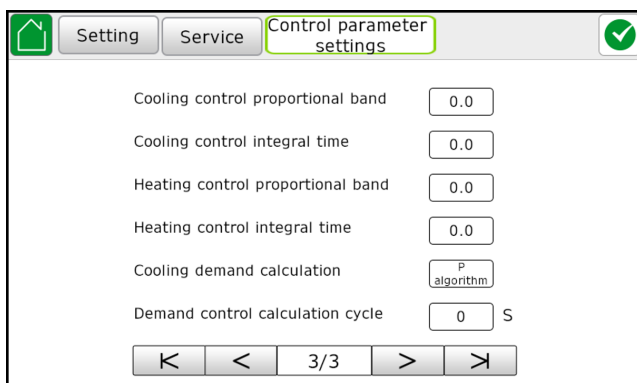 Setting
Service
Control parameter
settings
Cooling control proportional band 0.0
Cooling control integral time 0.0
Heating control proportional band 0.0
Heating control integral time 0.0
Cooling demand calculation P
algorithm
Demand control calculation cycle 0 S
3/3